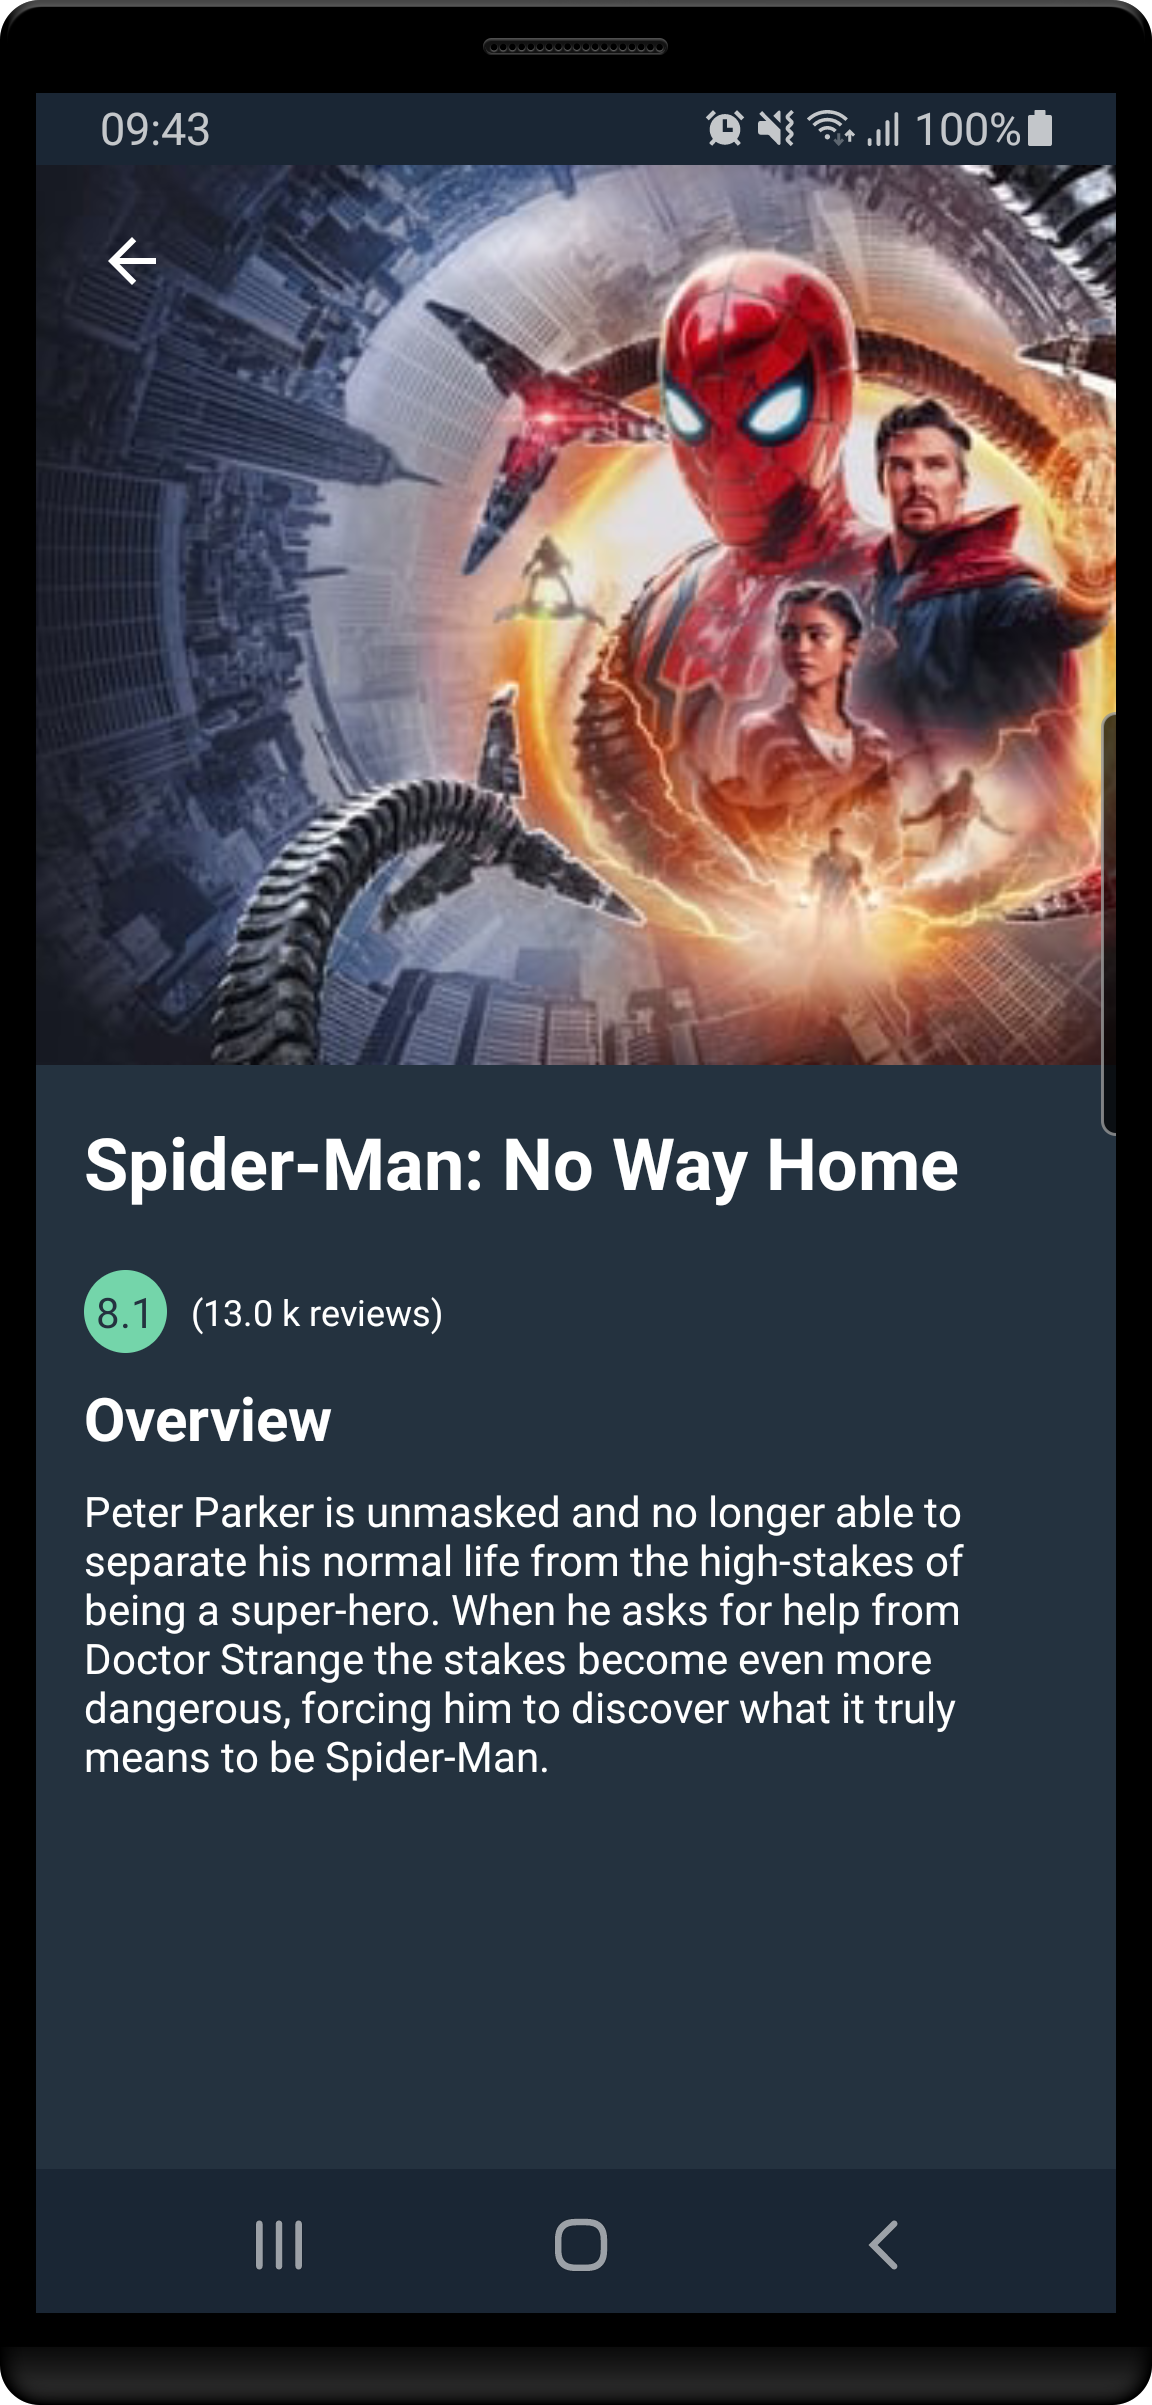 09:43 100%
Spider-Man: No Way Home
8.1 (13.0 k reviews)
Overview
Peter Parker is unmasked and no longer able to
separate his normal life from the high-stakes of
being a super-hero. When he asks for help from
Doctor Strange the stakes become even more
dangerous, forcing him to discover what it truly
means to be Spider-Man.